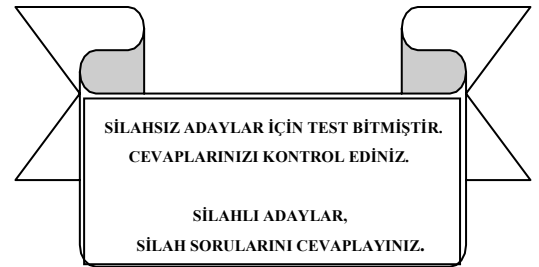 SİLAHSIZ ADAYLAR İÇİN TEST BİTMİŞTİR.
CEVAPLARINIZI KONTROL EDİNİZ.
SİLAHLI ADAYLAR,
SİLAH SORULARINI CEVAPLAYINIZ.